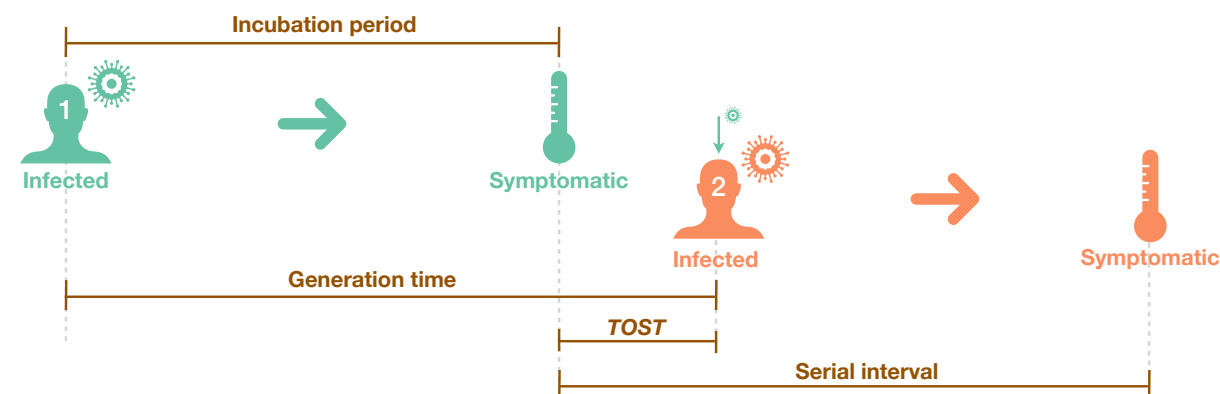 Incubation period
1
Infected
Symptomatic
2
Infected
Symptomatic
Generation time
TOST
Serial interval